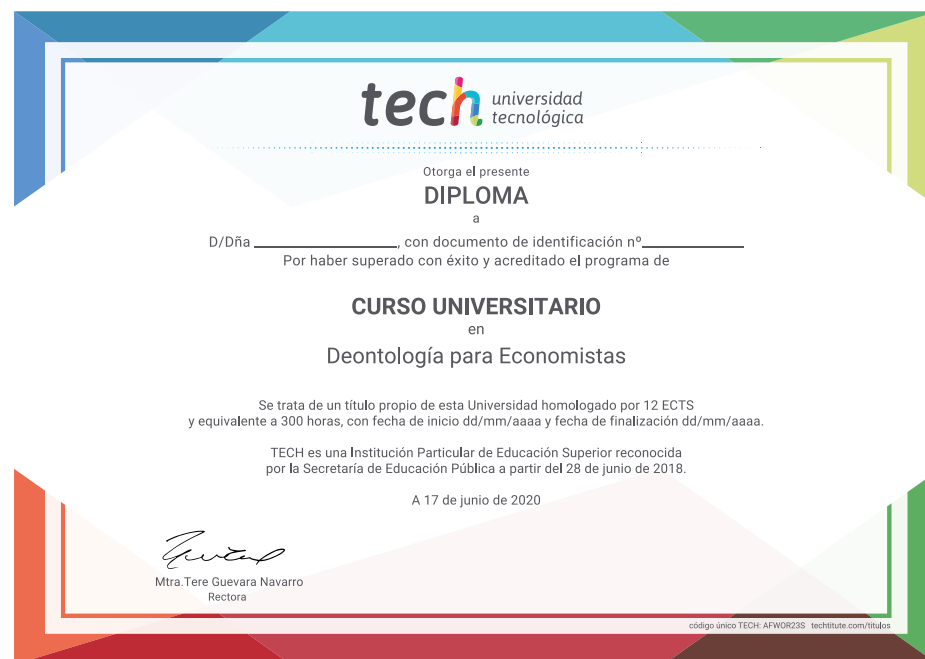 tech universidad
tecnológica
Otorga el presente
DIPLOMA
a
D/Dña ____________________, con documento de identificación nº______________
Por haber superado con éxito y acreditado el programa de
CURSO UNIVERSITARIO
en
Deontología para Economistas
Se trata de un título propio de esta Universidad homologado por 12 ECTS
y equivalente a 300 horas, con fecha de inicio dd/mm/aaaa y fecha de finalización dd/mm/aaaa.
TECH es una Institución Particular de Educación Superior reconocida
por la Secretaría de Educación Pública a partir del 28 de junio de 2018.
A 17 de junio de 2020
Mtra.Tere Guevara Navarro
Rectora
código único TECH: AFWOR23S techtitute.com/titulos